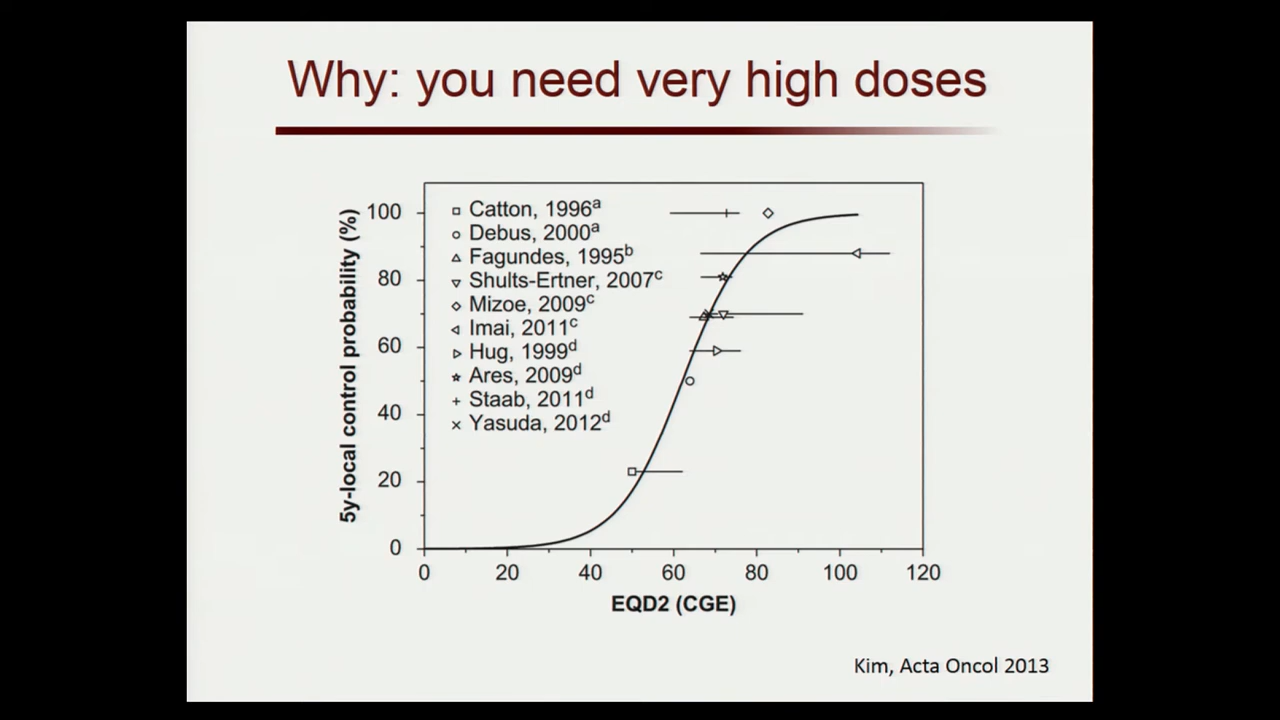 Why: you need very high doses
5y-local control probability (%)
100
80
60
40
20
0
Catton, 1996ᵃ
Debus, 2000ᵃ
Fagundes, 1995ᵇ
Shults-Ertner, 2007ᶜ
Mizoe, 2009ᶜ
Imai, 2011ᶜ
Hug, 1999ᵈ
Ares, 2009ᵈ
Staab, 2011ᵈ
Yasuda, 2012ᵈ
0 20 40 60 80 100 120
EQD2 (CGE)
Kim, Acta Oncol 2013